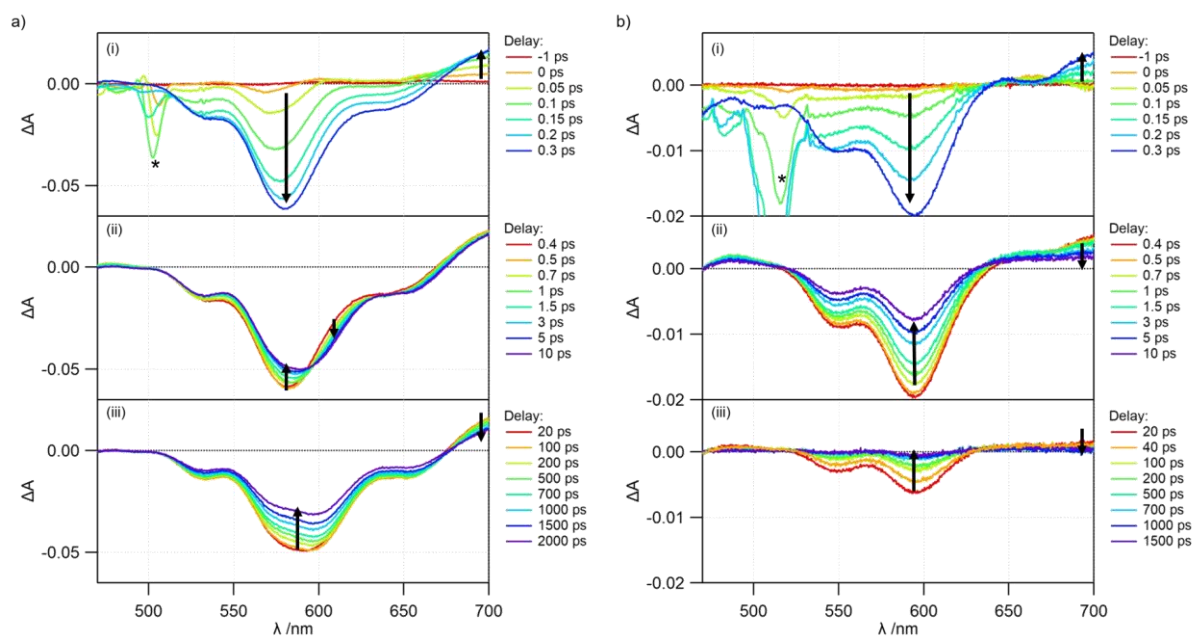 a)
(i)
0.00
-0.05
ΔA
*
Delay:
-1 ps
0 ps
0.05 ps
0.1 ps
0.15 ps
0.2 ps
0.3 ps
(ii)
0.00
-0.05
ΔA
Delay:
0.4 ps
0.5 ps
0.7 ps
1 ps
1.5 ps
3 ps
5 ps
10 ps
(iii)
0.00
-0.05
ΔA
Delay:
20 ps
100 ps
200 ps
500 ps
700 ps
1000 ps
1500 ps
2000 ps
500 550 600 650 700
λ /nm
b)
(i)
0.00
-0.01
-0.02
ΔA
*
Delay:
-1 ps
0 ps
0.05 ps
0.1 ps
0.15 ps
0.2 ps
0.3 ps
(ii)
0.00
-0.01
-0.02
ΔA
Delay:
0.4 ps
0.5 ps
0.7 ps
1 ps
1.5 ps
3 ps
5 ps
10 ps
(iii)
0.00
-0.01
-0.02
ΔA
Delay:
20 ps
40 ps
100 ps
200 ps
500 ps
700 ps
1000 ps
1500 ps
500 550 600 650 700
λ /nm